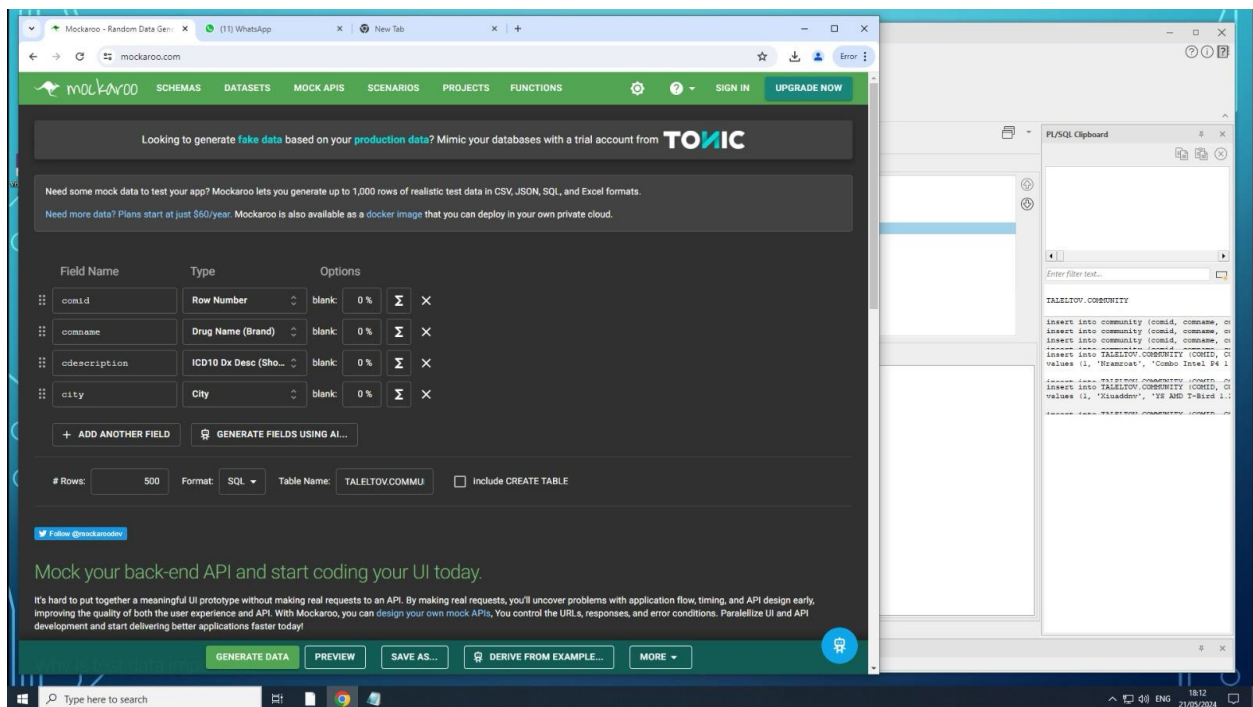 Mockaroo - Random Data Gen
(11) WhatsApp
New Tab
mockaroo.com
Error
mockaroo
SCHEMAS DATASETS MOCK APIS SCENARIOS PROJECTS FUNCTIONS SIGN IN UPGRADE NOW
Looking to generate fake data based on your production data? Mimic your databases with a trial account from TONIC
Need some mock data to test your app? Mockaroo lets you generate up to 1,000 rows of realistic test data in CSV, JSON, SQL, and Excel formats.
Need more data? Plans start at just $60/year. Mockaroo is also available as a docker image that you can deploy in your own private cloud.
Field Name Type Options
comid Row Number blank: 0 % Σ
comname Drug Name (Brand) blank: 0 % Σ
cdescription ICD10 Dx Desc (Sho... blank: 0 % Σ
city City blank: 0 % Σ
+ ADD ANOTHER FIELD GENERATE FIELDS USING AI...
# Rows: 500 Format: SQL Table Name: TALELTOV.COMMU include CREATE TABLE
Follow @mockaroodev
Mock your back-end API and start coding your UI today.
It's hard to put together a meaningful UI prototype without making real requests to an API. By making real requests, you'll uncover problems with application flow, timing, and API design early,
improving the quality of both the user experience and API. With Mockaroo, you can design your own mock APIs, You control the URLs, responses, and error conditions. Paralellize UI and API
development and start delivering better applications faster today!
GENERATE DATA PREVIEW SAVE AS... DERIVE FROM EXAMPLE... MORE
PL/SQL Clipboard
Enter filter text...
TALELTOV.COMMUNITY
insert into community (comid, comname, co
insert into community (comid, comname, co
insert into community (comid, comname, co
insert into TALELTOV.COMMUNITY (COMID, CO
values (1, 'Nramroat', 'Combo Intel P4 1
insert into TALELTOV.COMMUNITY (COMID, CO
values (1, 'Xiuaddnv', 'YS AMD T-Bird 1.
Type here to search
ENG
18:12
21/05/2024